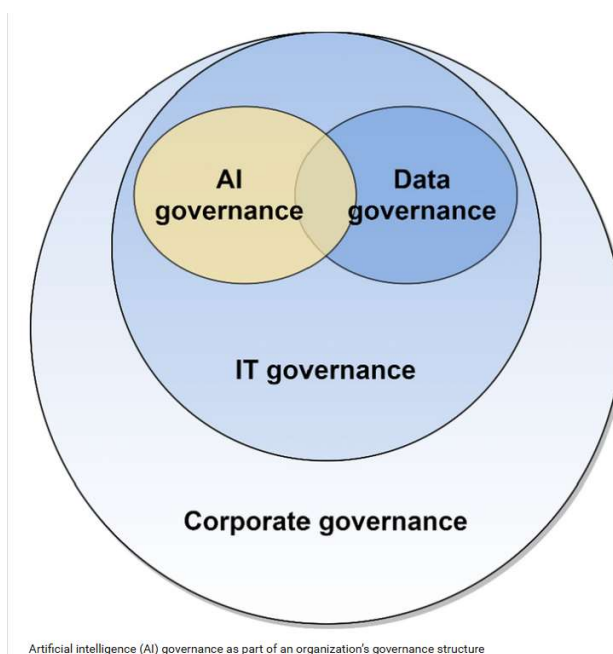 AI
governance
Data
governance
IT governance
Corporate governance
Artificial intelligence (AI) governance as part of an organization's governance structure